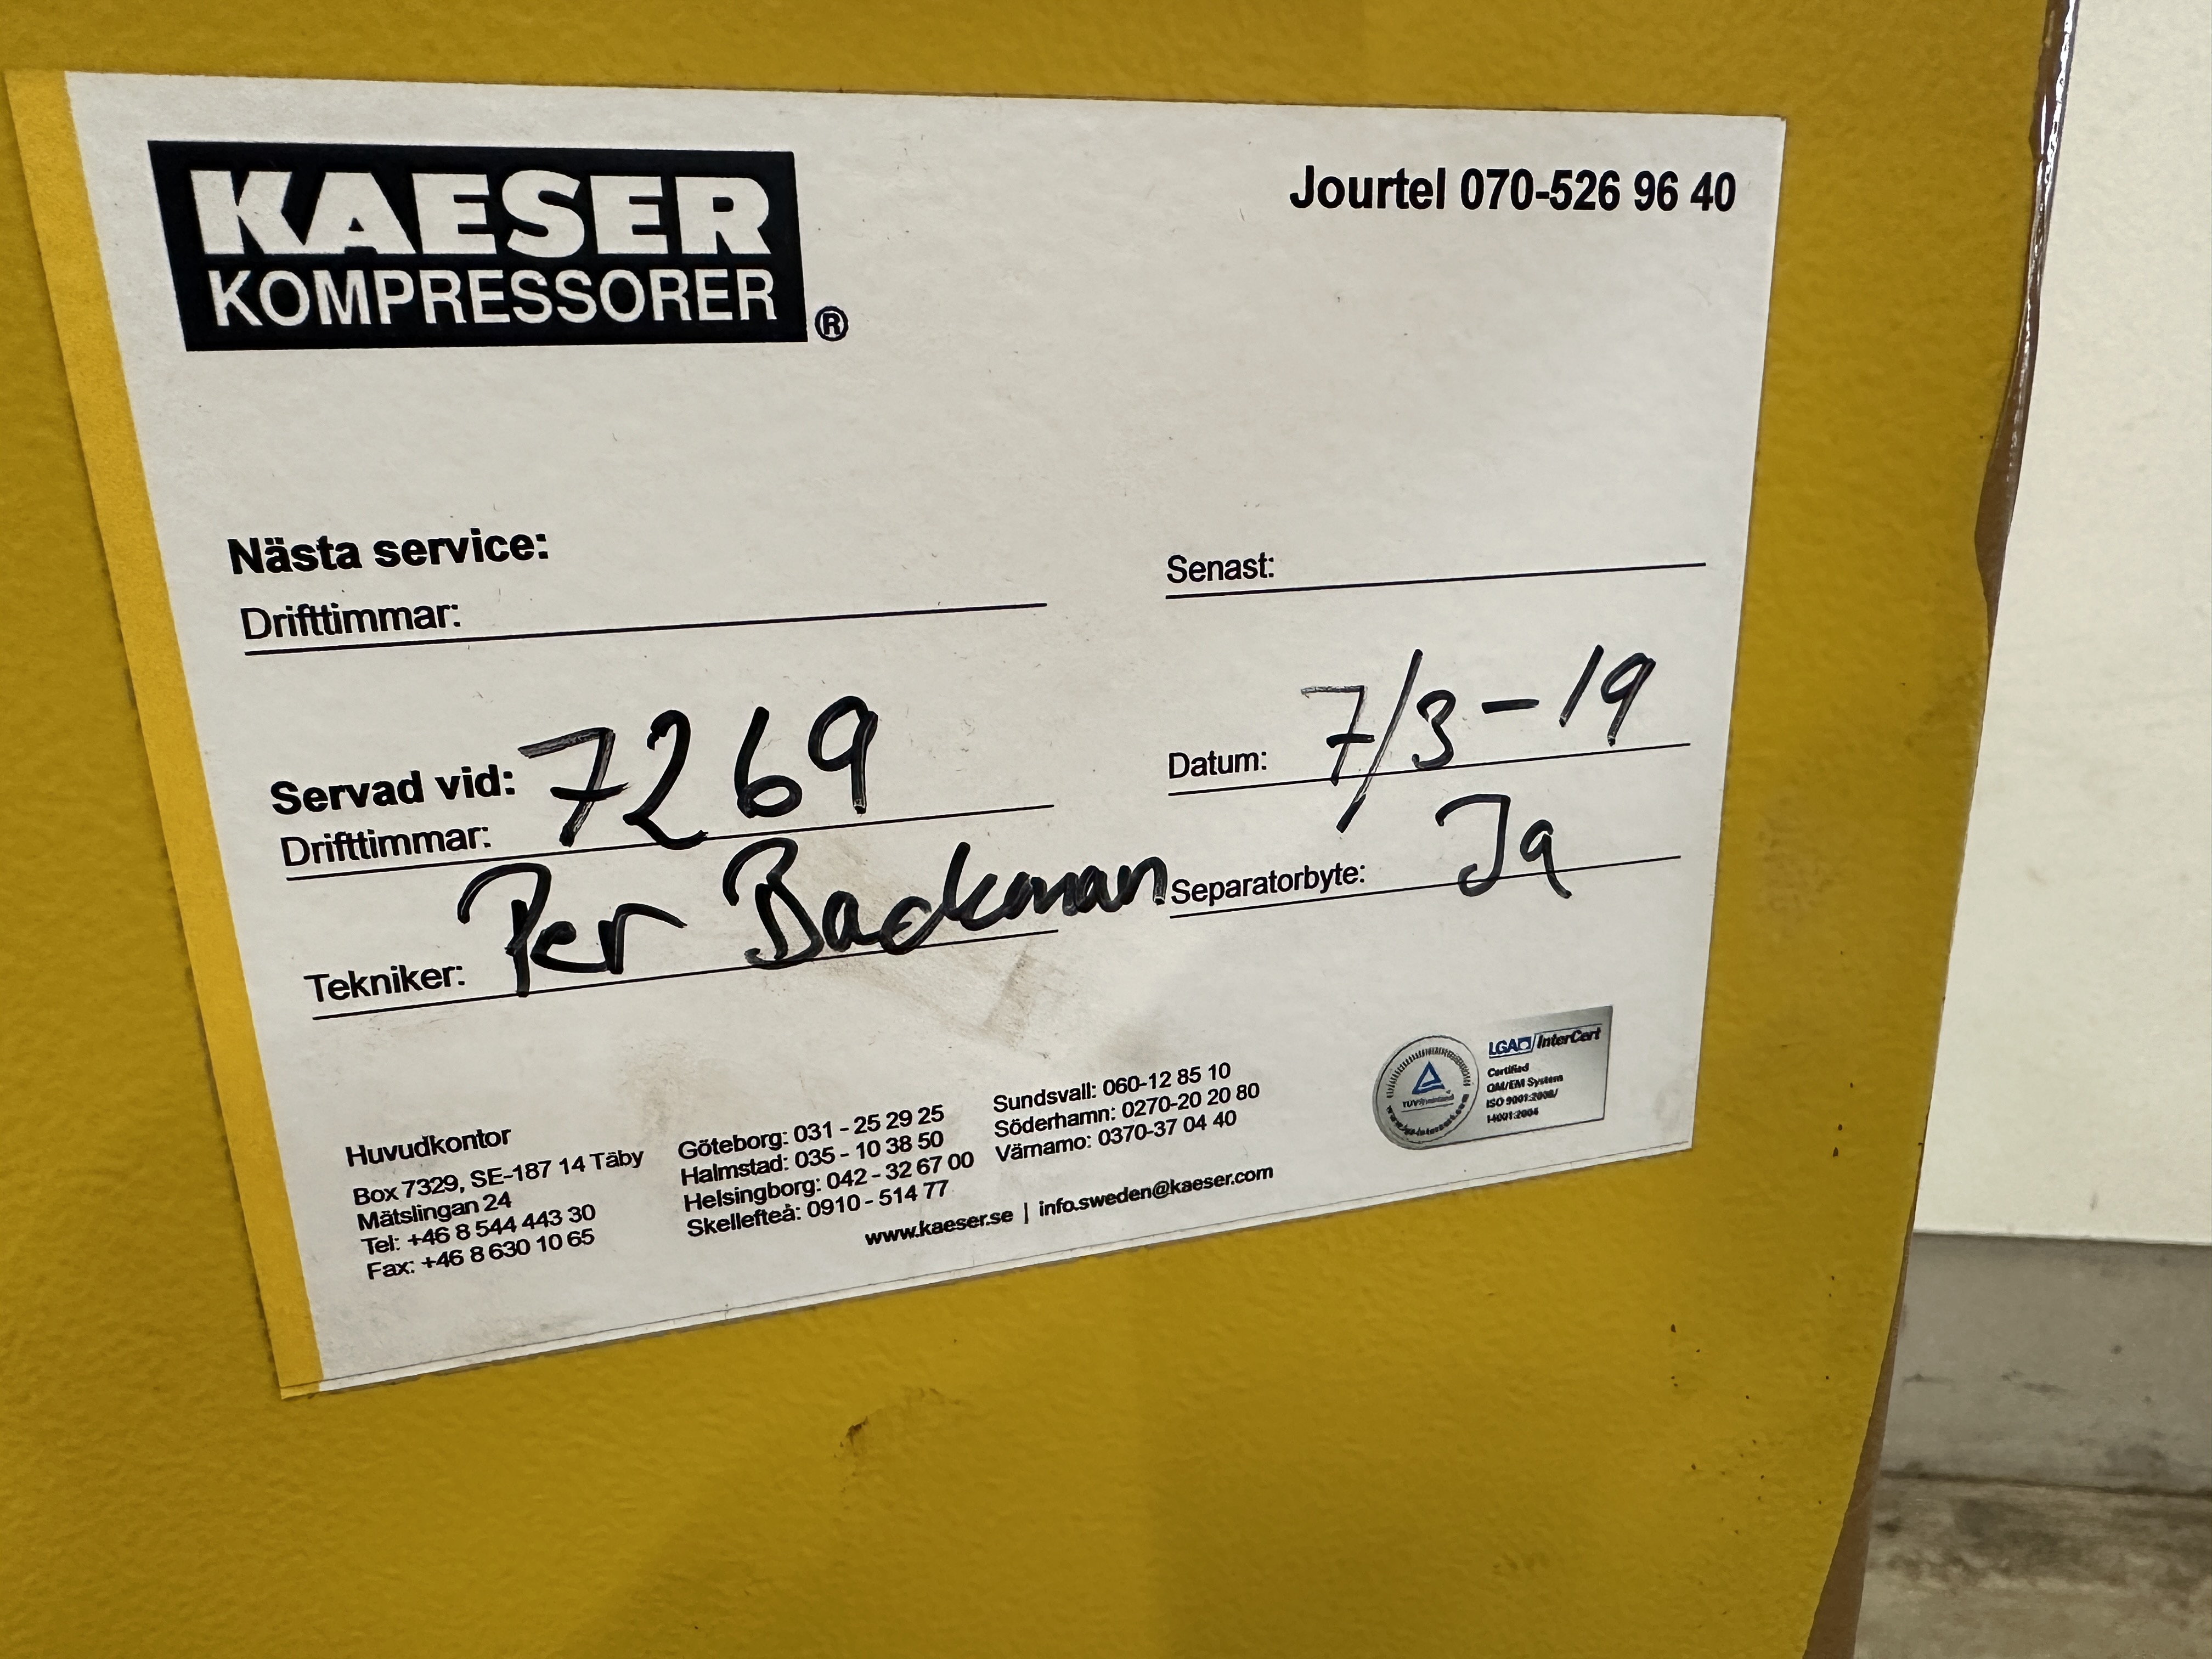 KAESER
KOMPRESSORER
®
Jourtel 070-526 96 40
Nästa service:
Drifttimmar:
Senast:
Servad vid: 7269
Drifttimmar:
Datum: 7/3-19
Tekniker: Per Backman
Separatorbyte: Ja
Huvudkontor
Box 7329, SE-187 14 Täby
Mätslingan 24
Tel: +46 8 544 443 30
Fax: +46 8 630 10 65
Göteborg: 031 - 25 29 25
Halmstad: 035 - 10 38 50
Helsingborg: 042 - 32 67 00
Skellefteå: 0910 - 514 77
Sundsvall: 060-12 85 10
Söderhamn: 0270-20 20 80
Värnamo: 0370-37 04 40
www.kaeser.se | info.sweden@kaeser.com
LGA InterCert
Certified
QM/EM System
ISO 9001:2008/
14001:2004